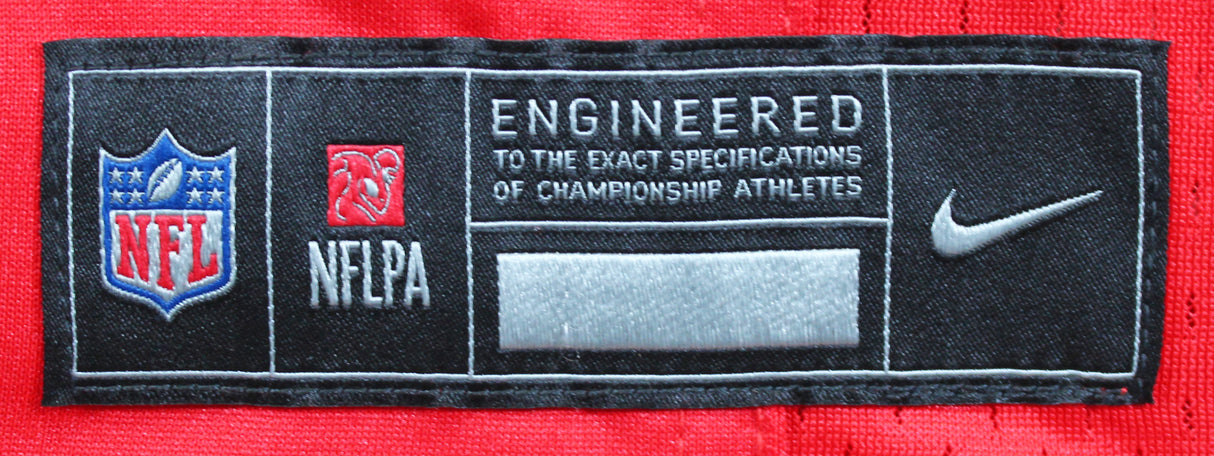 NFL
NFLPA
ENGINEERED
TO THE EXACT SPECIFICATIONS
OF CHAMPIONSHIP ATHLETES